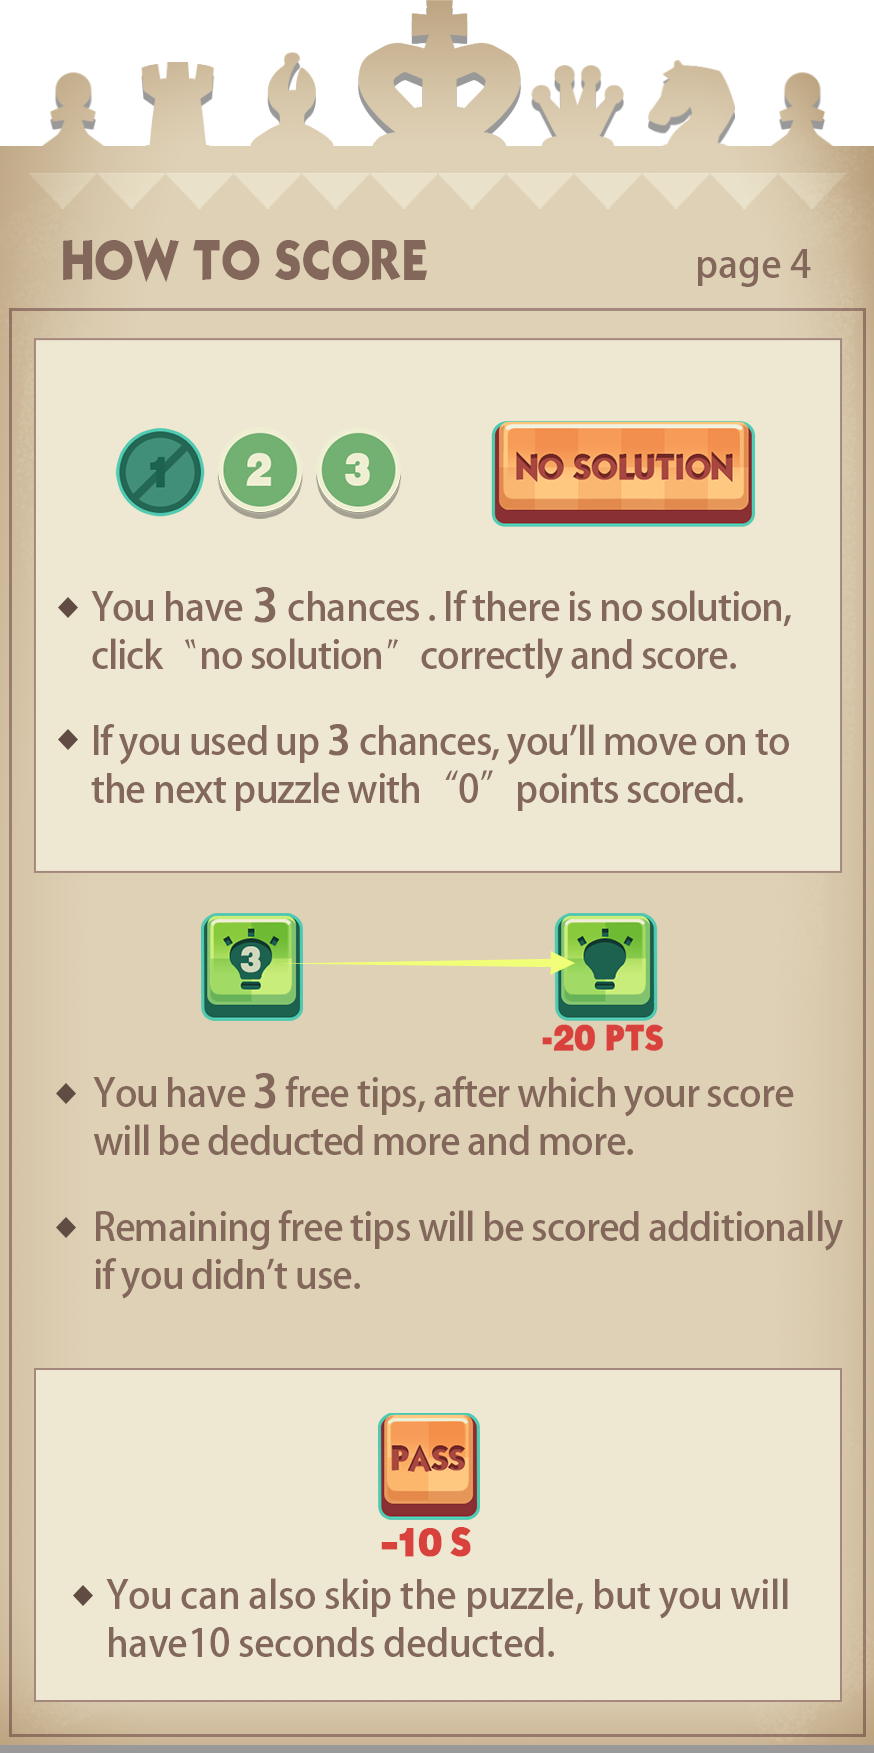 HOW TO SCORE
page 4
1 2 3
NO SOLUTION
◆ You have 3 chances . If there is no solution,
click “no solution” correctly and score.
◆ If you used up 3 chances, you’ll move on to
the next puzzle with “0” points scored.
3
-20 PTS
◆ You have 3 free tips, after which your score
will be deducted more and more.
◆ Remaining free tips will be scored additionally
if you didn’t use.
PASS
-10 S
◆ You can also skip the puzzle, but you will
have10 seconds deducted.